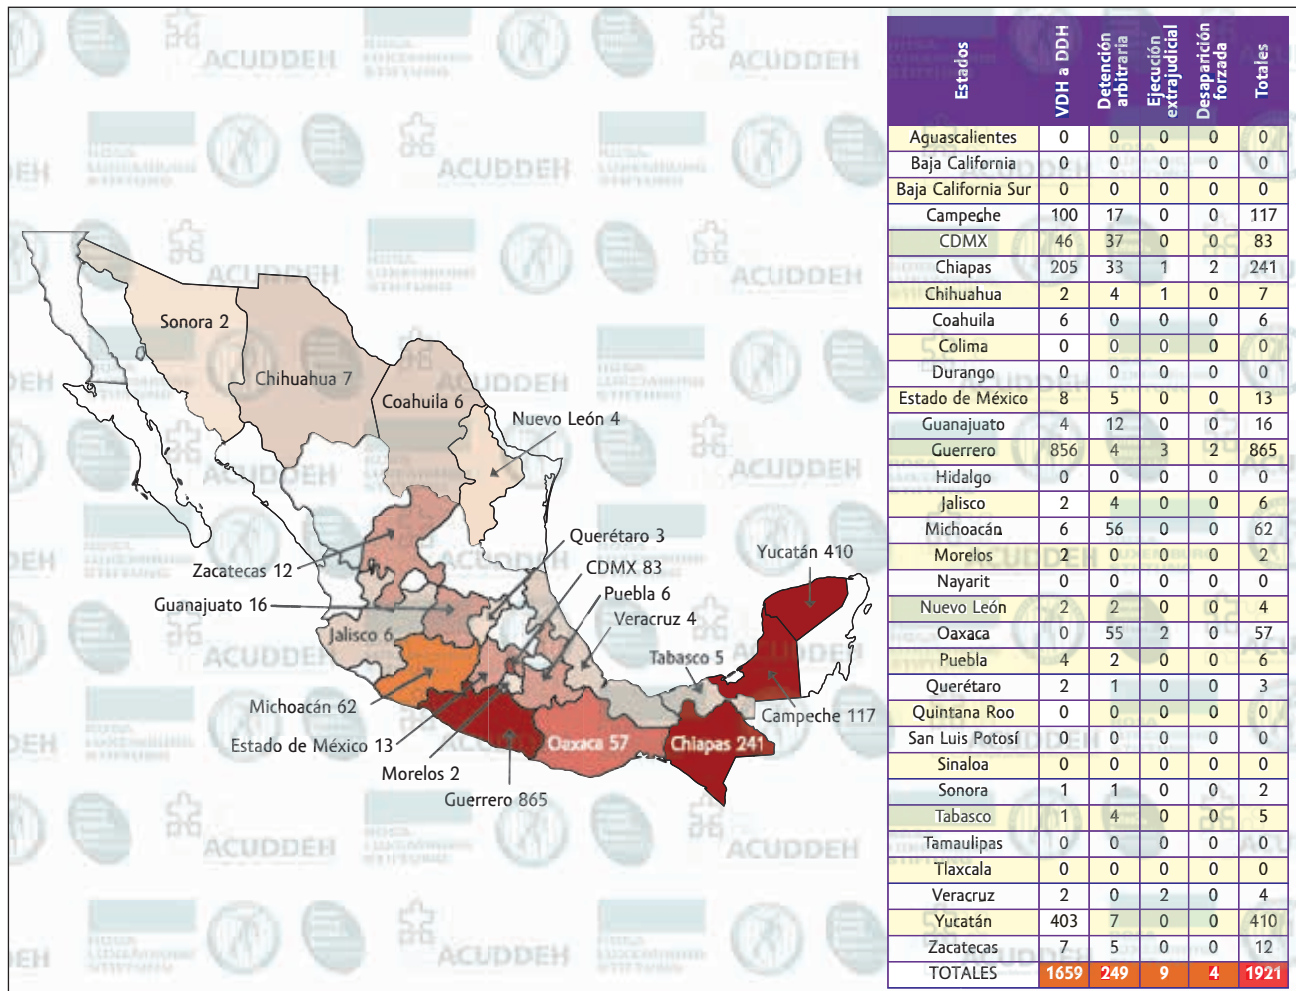 Sonora 2
Chihuahua 7
Coahuila 6
Nuevo León 4
Zacatecas 12
Guanajuato 16
Jalisco 6
Michoacán 62
Estado de México 13
Morelos 2
Guerrero 865
Querétaro 3
CDMX 83
Puebla 6
Veracruz 4
Tabasco 5
Yucatán 410
Campeche 117
Oaxaca 57
Chiapas 241
Estados VDH a DDH Detención arbitraria Ejecución extrajudicial Desaparición forzada Totales
Aguascalientes 0 0 0 0 0
Baja California 0 0 0 0 0
Baja California Sur 0 0 0 0 0
Campeche 100 17 0 0 117
CDMX 46 37 0 0 83
Chiapas 205 33 1 2 241
Chihuahua 2 4 1 0 7
Coahuila 6 0 0 0 6
Colima 0 0 0 0 0
Durango 0 0 0 0 0
Estado de México 8 5 0 0 13
Guanajuato 4 12 0 0 16
Guerrero 856 4 3 2 865
Hidalgo 0 0 0 0 0
Jalisco 2 4 0 0 6
Michoacán 6 56 0 0 62
Morelos 2 0 0 0 2
Nayarit 0 0 0 0 0
Nuevo León 2 2 0 0 4
Oaxaca 0 55 2 0 57
Puebla 4 2 0 0 6
Querétaro 2 1 0 0 3
Quintana Roo 0 0 0 0 0
San Luis Potosí 0 0 0 0 0
Sinaloa 0 0 0 0 0
Sonora 1 1 0 0 2
Tabasco 1 4 0 0 5
Tamaulipas 0 0 0 0 0
Tlaxcala 0 0 0 0 0
Veracruz 2 0 2 0 4
Yucatán 403 7 0 0 410
Zacatecas 7 5 0 0 12
TOTALES 1659 249 9 4 1921
ACUDDEH